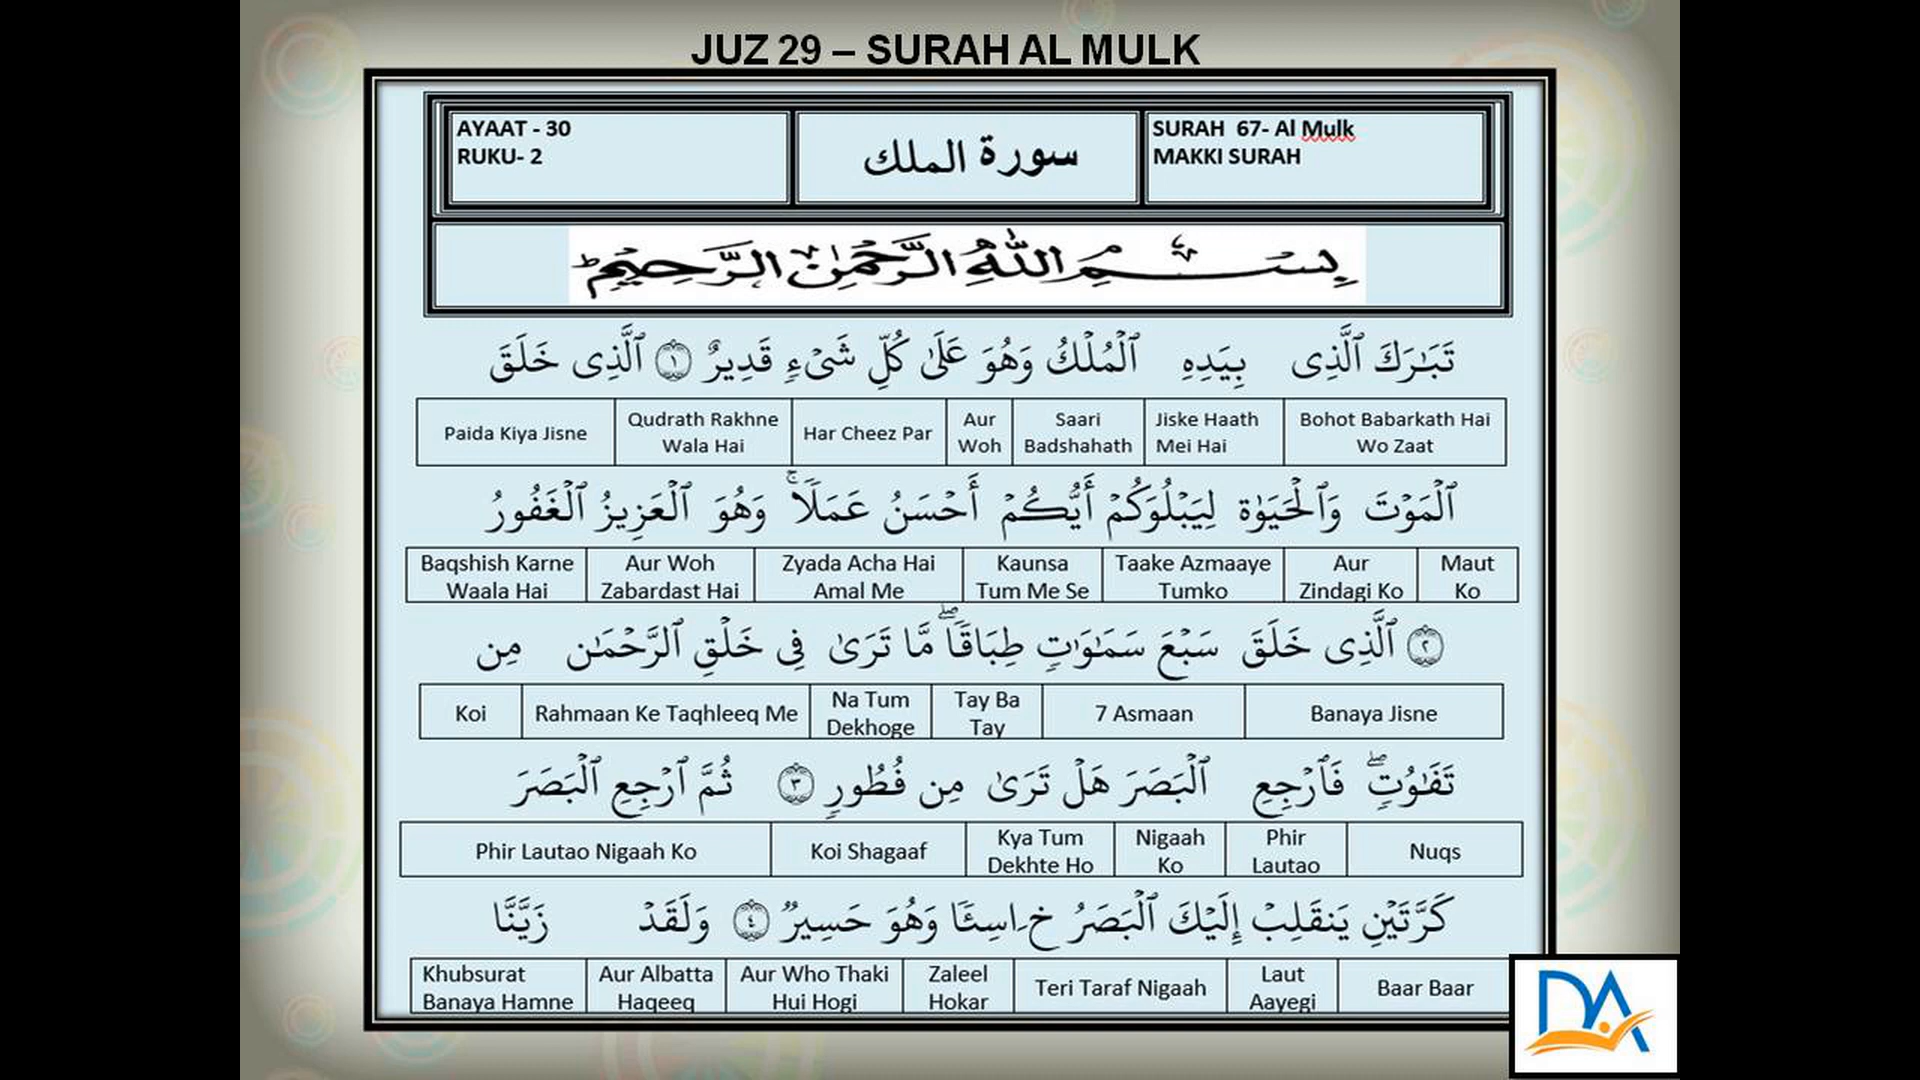 JUZ 29 – SURAH AL MULK
AYAAT - 30
RUKU- 2
سورة الملك
SURAH 67- Al Mulk
MAKKI SURAH
بِسْمِ اللهِ الرَّحْمٰنِ الرَّحِيْمِ ط
تَبَـٰرَكَ ٱلَّذِى بِيَدِهِ ٱلْمُلْكُ وَهُوَ عَلَىٰ كُلِّ شَىْءٍ قَدِيرٌ ١ ٱلَّذِى خَلَقَ
Paida Kiya Jisne | Qudrath Rakhne Wala Hai | Har Cheez Par | Aur Woh | Saari Badshahath | Jiske Haath Mei Hai | Bohot Babarkath Hai Wo Zaat
ٱلْمَوْتَ وَٱلْحَيَوٰةَ لِيَبْلُوَكُمْ أَيُّكُمْ أَحْسَنُ عَمَلًا ۚ وَهُوَ ٱلْعَزِيزُ ٱلْغَفُورُ
Baqshish Karne Waala Hai | Aur Woh Zabardast Hai | Zyada Acha Hai Amal Me | Kaunsa Tum Me Se | Taake Azmaaye Tumko | Aur Zindagi Ko | Maut Ko
٢ ٱلَّذِى خَلَقَ سَبْعَ سَمَـٰوَٰتٍ طِبَاقًا ۖ مَّا تَرَىٰ فِى خَلْقِ ٱلرَّحْمَـٰنِ مِن
Koi | Rahmaan Ke Taqhleeq Me | Na Tum Dekhoge | Tay Ba Tay | 7 Asmaan | Banaya Jisne
تَفَـٰوُتٍ ۖ فَٱرْجِعِ ٱلْبَصَرَ هَلْ تَرَىٰ مِن فُطُورٍ ٣ ثُمَّ ٱرْجِعِ ٱلْبَصَرَ
Phir Lautao Nigaah Ko | Koi Shagaaf | Kya Tum Dekhte Ho | Nigaah Ko | Phir Lautao | Nuqs
كَرَّتَيْنِ يَنقَلِبْ إِلَيْكَ ٱلْبَصَرُ خَاسِئًا وَهُوَ حَسِيرٌ ٤ وَلَقَدْ زَيَّنَّا
Khubsurat Banaya Hamne | Aur Albatta Haqeeq | Aur Who Thaki Hui Hogi | Zaleel Hokar | Teri Taraf Nigaah | Laut Aayegi | Baar Baar
DA